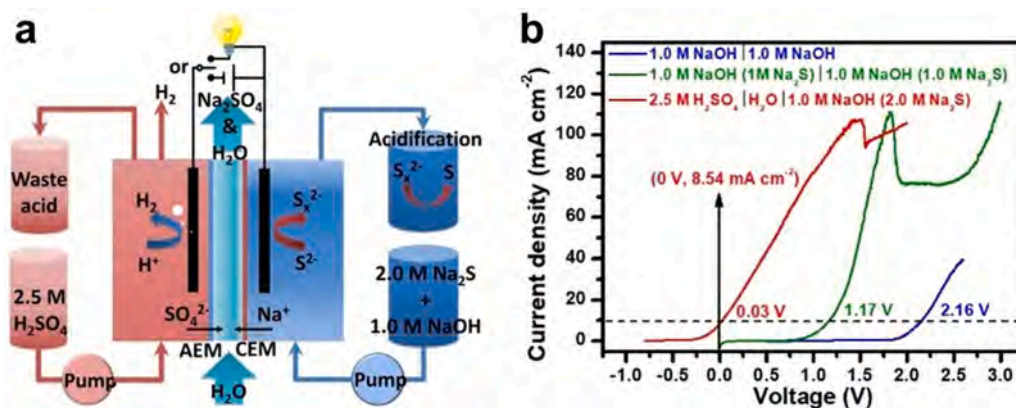 a
or
H2
Na2SO4
&
H2O
Acidification
Sx2-
S
Waste
acid
H2
H+
Sx2-
S2-
2.5 M
H2SO4
2.0 M Na2S
+
1.0 M NaOH
SO42-
Na+
AEM
CEM
Pump
H2O
Pump
b
Current density (mA cm-2)
140
120
100
80
60
40
20
0
1.0 M NaOH | 1.0 M NaOH
1.0 M NaOH (1M Na2S) | 1.0 M NaOH (1.0 M Na2S)
2.5 M H2SO4 | H2O | 1.0 M NaOH (2.0 M Na2S)
(0 V, 8.54 mA cm-2)
0.03 V
1.17 V
2.16 V
-1.0 -0.5 0.0 0.5 1.0 1.5 2.0 2.5 3.0
Voltage (V)